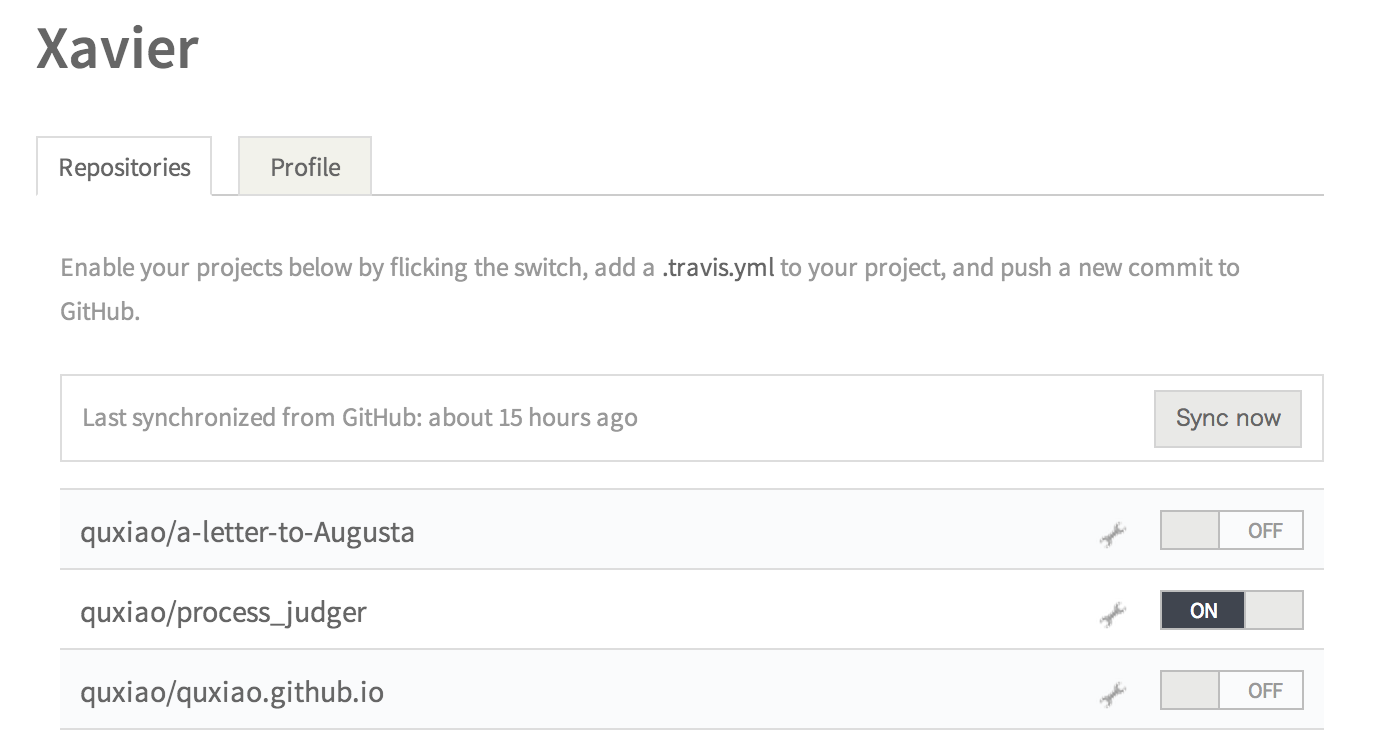 Xavier
Repositories
Profile
Enable your projects below by flicking the switch, add a .travis.yml to your project, and push a new commit to
GitHub.
Last synchronized from GitHub: about 15 hours ago
Sync now
quxiao/a-letter-to-Augusta
OFF
quxiao/process_judger
ON
quxiao/quxiao.github.io
OFF